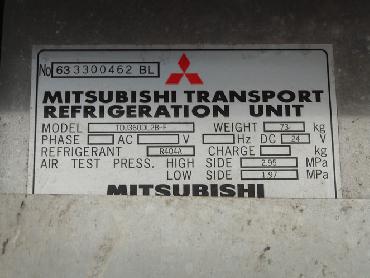 No 633300462 BL
MITSUBISHI TRANSPORT
REFRIGERATION UNIT
MODEL WEIGHT 73 kg
PHASE AC V Hz DC 24 V
REFRIGERANT R404A CHARGE kg
AIR TEST PRESS. HIGH SIDE 2.99 MPa
LOW SIDE 1.97 MPa
MITSUBISHI